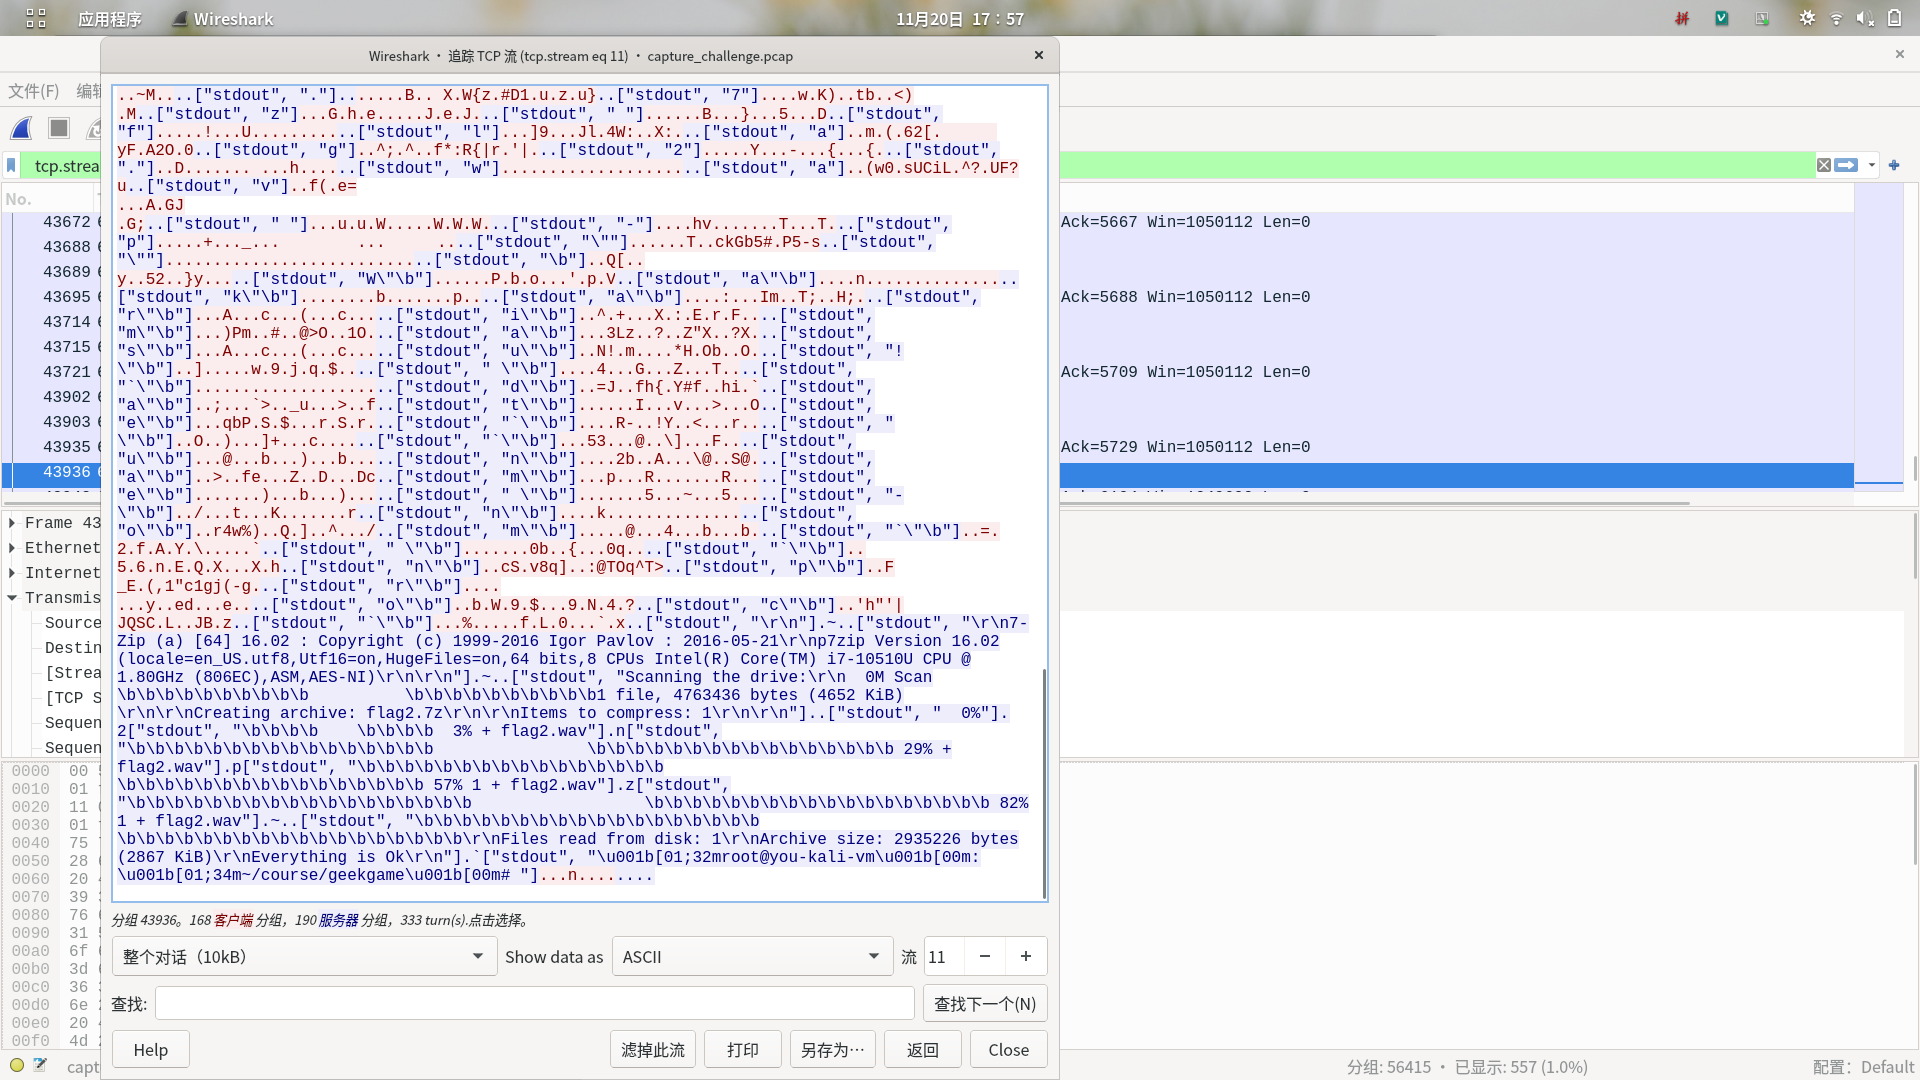 应用程序
Wireshark
11月20日 17：57
Wireshark · 追踪 TCP 流 (tcp.stream eq 11) · capture_challenge.pcap
文件(F) 编辑
tcp.strea
No.
43672
43688
43689
43695
43714
43715
43721
43902
43903
43935
43936
Ack=5667 Win=1050112 Len=0
Ack=5688 Win=1050112 Len=0
Ack=5709 Win=1050112 Len=0
Ack=5729 Win=1050112 Len=0
Frame 43
Ethernet
Internet
Transmis
Source
Destin
[Strea
[TCP S
Sequen
Sequen
0000 00
0010 01
0020 11
0030 01
0040 75
0050 28
0060 20
0070 39
0080 76
0090 31
00a0 6f
00b0 3d
00c0 36
00d0 6e
00e0 20
00f0 4d
..~M....["stdout", "."].......B.. X.W{z.#D1.u.z.u}..["stdout", "7"]....w.K)..tb..<)
.M..["stdout", "z"]...G.h.e.....J.e.J...["stdout", " "]......B...}...5...D..["stdout",
"f"].....!...U...........["stdout", "l"]...]9...Jl.4W:..X:...["stdout", "a"]..m.(.62[.
yF.A2O.0..["stdout", "g"]..^;.^..f*:R{|r.'|...["stdout", "2"].....Y...-...{...{...["stdout",
"."]..D....... ...h......["stdout", "w"].....................["stdout", "a"]..(w0.sUCiL.^?.UF?
u..["stdout", "v"]..f(.e=
...A.GJ
.G;..["stdout", " "]...u.u.W.....W.W.W...["stdout", "-"]....hv.......T...T...["stdout",
"p"].....+..._... ... ....["stdout", "\""]......T..ckGb5#.P5-s..["stdout",
"\""]............................["stdout", "\b"]..Q[..
y..52..}y.....["stdout", "W\"\b"]......P.b.o...'.p.V..["stdout", "a\"\b"]....n................
["stdout", "k\"\b"]........b.......p....["stdout", "a\"\b"]....:...Im..T;..H;...["stdout",
"r\"\b"]...A...c...(...c.....["stdout", "i\"\b"]..^.+...X.:.E.r.F....["stdout",
"m\"\b"]...)Pm..#..@>O..1O...["stdout", "a\"\b"]...3Lz..?..Z"X..?X...["stdout",
"s\"\b"]...A...c...(...c.....["stdout", "u\"\b"]..N!.m....*H.Ob..O...["stdout", "!
\"\b"]..].....w.9.j.q.$....["stdout", " \"\b"]....4...G...Z...T....["stdout",
"`\"\b"].....................["stdout", "d\"\b"]..=J..fh{.Y#f..hi.`..["stdout",
"a\"\b"]..;...`>.._u...>..f..["stdout", "t\"\b"]......I...v...>...O..["stdout",
"e\"\b"]...qbP.S.$...r.S.r...["stdout", "`\"\b"]....R-..!Y..<...r....["stdout", "
\"\b"]..O..)...]+...c......["stdout", "`\"\b"]...53...@..\]...F....["stdout",
"u\"\b"]...@...b...)...b.....["stdout", "n\"\b"]....2b..A...\@..S@...["stdout",
"a\"\b"]..>..fe...Z..D...Dc..["stdout", "m\"\b"]...p...R.......R.....["stdout",
"e\"\b"].......)...b...).....["stdout", " \"\b"].......5...~...5.....["stdout", "-
\"\b"]../...t...K.......r...["stdout", "n\"\b"]....k................["stdout",
"o\"\b"]..r4w%)..Q.]..^.../..["stdout", "m\"\b"].....@...4...b...b...["stdout", "`\"\b"]..=.
2.f.A.Y.\.....`..["stdout", " \"\b"].......0b..{...0q....["stdout", "`\"\b"]..
5.6.n.E.Q.X...X.h..["stdout", "n\"\b"]..cS.v8q]..:@TOq^T>..["stdout", "p\"\b"]..F
_E.(,1"c1gj(-g...["stdout", "r\"\b"]....
...y..ed...e....["stdout", "o\"\b"]..b.W.9.$...9.N.4.?..["stdout", "c\"\b"]..'h"'|
JQSC.L..JB.z..["stdout", "`\"\b"]...%.....f.L.0...`.x..["stdout", "\r\n"].~..["stdout", "\r\n7-
Zip (a) [64] 16.02 : Copyright (c) 1999-2016 Igor Pavlov : 2016-05-21\r\np7zip Version 16.02
(locale=en_US.utf8,Utf16=on,HugeFiles=on,64 bits,8 CPUs Intel(R) Core(TM) i7-10510U CPU @
1.80GHz (806EC),ASM,AES-NI)\r\n\r\n"].~..["stdout", "Scanning the drive:\r\n  0M Scan
\b\b\b\b\b\b\b\b\b\b          \b\b\b\b\b\b\b\b\b\b1 file, 4763436 bytes (4652 KiB)
\r\n\r\nCreating archive: flag2.7z\r\n\r\nItems to compress: 1\r\n\r\n"]..["stdout", "  0%"].
2["stdout", "\b\b\b\b    \b\b\b\b  3% + flag2.wav"].n["stdout",
"\b\b\b\b\b\b\b\b\b\b\b\b\b\b\b\b                \b\b\b\b\b\b\b\b\b\b\b\b\b\b\b\b 29% +
flag2.wav"].p["stdout", "\b\b\b\b\b\b\b\b\b\b\b\b\b\b\b\b
\b\b\b\b\b\b\b\b\b\b\b\b\b\b\b\b 57% 1 + flag2.wav"].z["stdout",
"\b\b\b\b\b\b\b\b\b\b\b\b\b\b\b\b\b\b                  \b\b\b\b\b\b\b\b\b\b\b\b\b\b\b\b\b\b 82%
1 + flag2.wav"].~..["stdout", "\b\b\b\b\b\b\b\b\b\b\b\b\b\b\b\b\b\b
\b\b\b\b\b\b\b\b\b\b\b\b\b\b\b\b\b\b\r\nFiles read from disk: 1\r\nArchive size: 2935226 bytes
(2867 KiB)\r\nEverything is Ok\r\n"].`["stdout", "\u001b[01;32mroot@you-kali-vm\u001b[00m:
\u001b[01;34m~/course/geekgame\u001b[00m# "]...n........
分组 43936。168 客户端 分组，190 服务器 分组，333 turn(s).点击选择。
整个对话（10kB）
Show data as
ASCII
流 11
查找:
查找下一个(N)
Help
滤掉此流
打印
另存为…
返回
Close
capt
分组: 56415 · 已显示: 557 (1.0%)
配置：Default